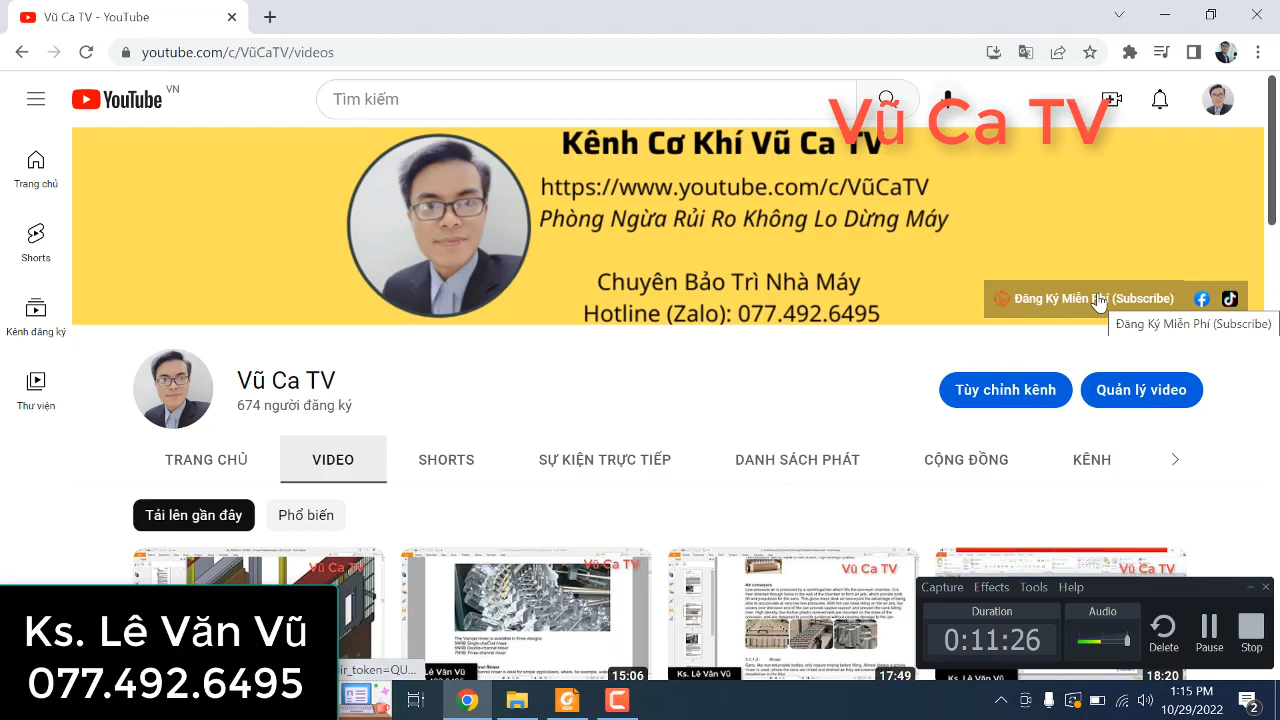 Vũ Ca TV - YouTube
youtube.com/c/VũCaTV/videos
YouTube VN
Tìm kiếm
Vũ Ca TV
Kênh Cơ Khí Vũ Ca TV
https://www.youtube.com/c/VũCaTV
Phòng Ngừa Rủi Ro Không Lo Dừng Máy
Chuyên Bảo Trì Nhà Máy
Hotline (Zalo): 077.492.6495
Đăng Ký Miễn Phí (Subscribe)
Đăng Ký Miễn Phí (Subscribe)
Trang chủ
Shorts
Kênh đăng ký
Thư viện
Vũ Ca TV
674 người đăng ký
Tùy chỉnh kênh
Quản lý video
TRANG CHỦ
VIDEO
SHORTS
SỰ KIỆN TRỰC TIẾP
DANH SÁCH PHÁT
CỘNG ĐỒNG
KÊNH
Tải lên gần đây
Phổ biến
Vũ Ca TV
Vũ Ca TV
Vũ Ca TV
Vũ Ca TV
Air conveyors
15:06
Ks. Lê Văn Vũ
17:49
18:20
Capture Effects Tools Help
Duration
0:11:26
Audio
Pause
Stop
Ks. Lê Văn Vũ
077.492.6495
1:15 PM
10/29/2022
2